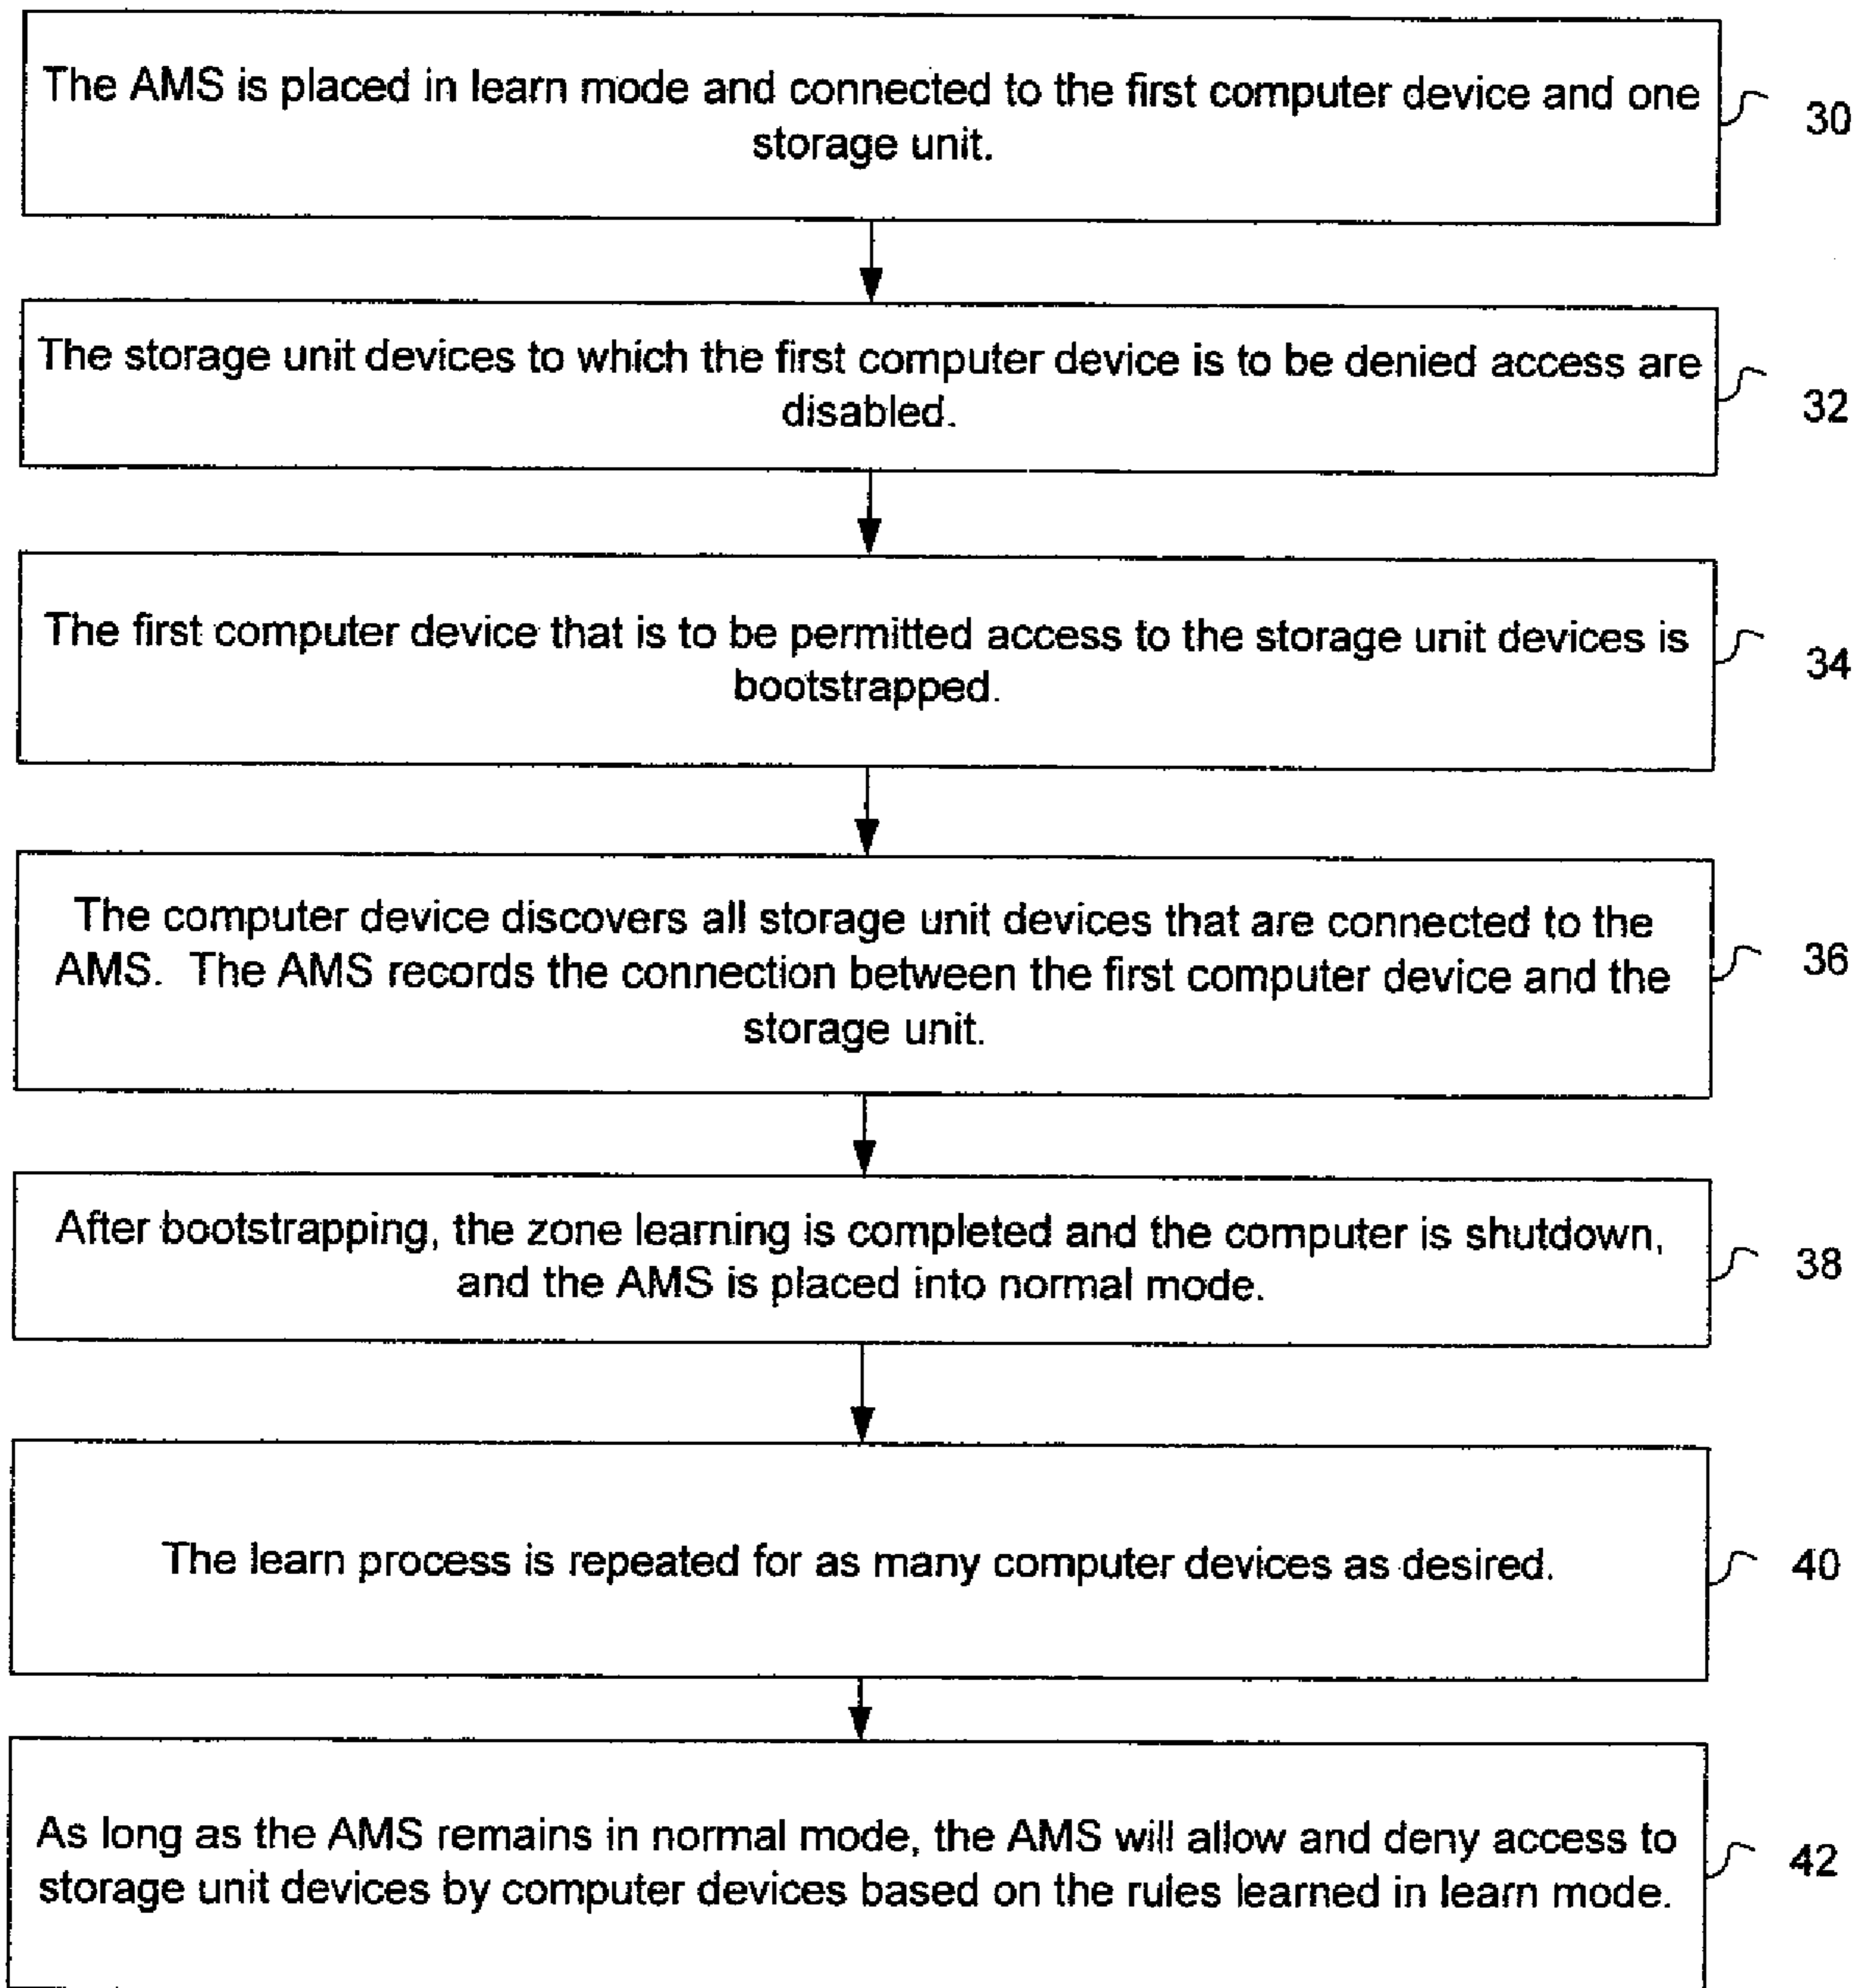 The AMS is placed in learn mode and connected to the first computer device and one
storage unit.
30
The storage unit devices to which the first computer device is to be denied access are
disabled.
32
The first computer device that is to be permitted access to the storage unit devices is
bootstrapped.
34
The computer device discovers all storage unit devices that are connected to the
AMS. The AMS records the connection between the first computer device and the
storage unit.
36
After bootstrapping, the zone learning is completed and the computer is shutdown,
and the AMS is placed into normal mode.
38
The learn process is repeated for as many computer devices as desired.
40
As long as the AMS remains in normal mode, the AMS will allow and deny access to
storage unit devices by computer devices based on the rules learned in learn mode.
42